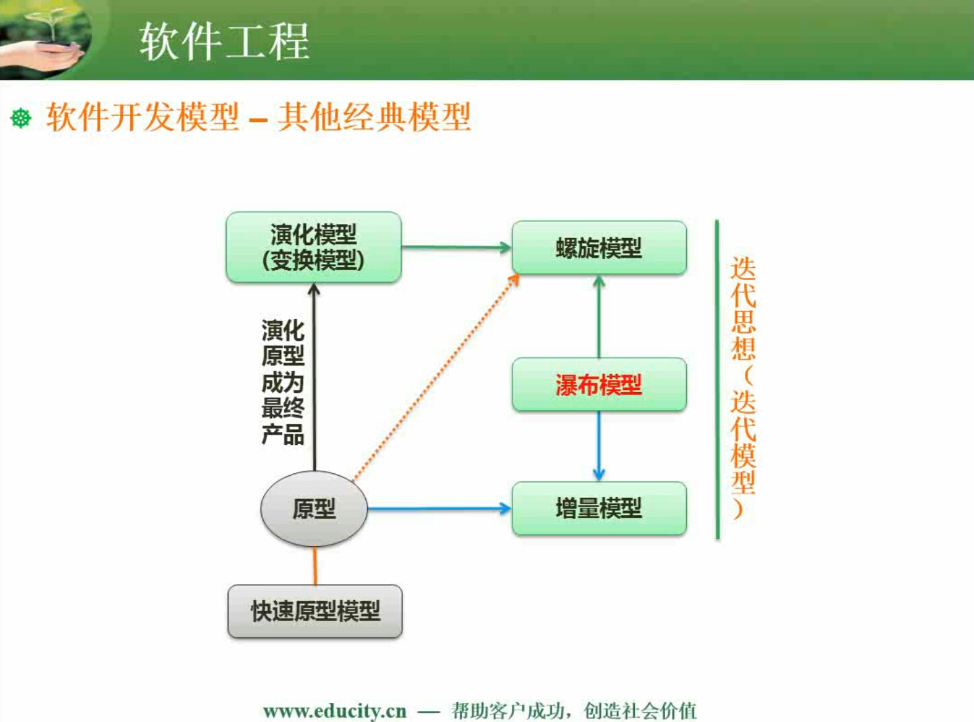 软件工程
软件开发模型 – 其他经典模型
演化模型
(变换模型)
螺旋模型
演化
原型
成为
最终
产品
瀑布模型
原型
增量模型
快速原型模型
迭代思想（迭代模型）
www.educity.cn — 帮助客户成功，创造社会价值